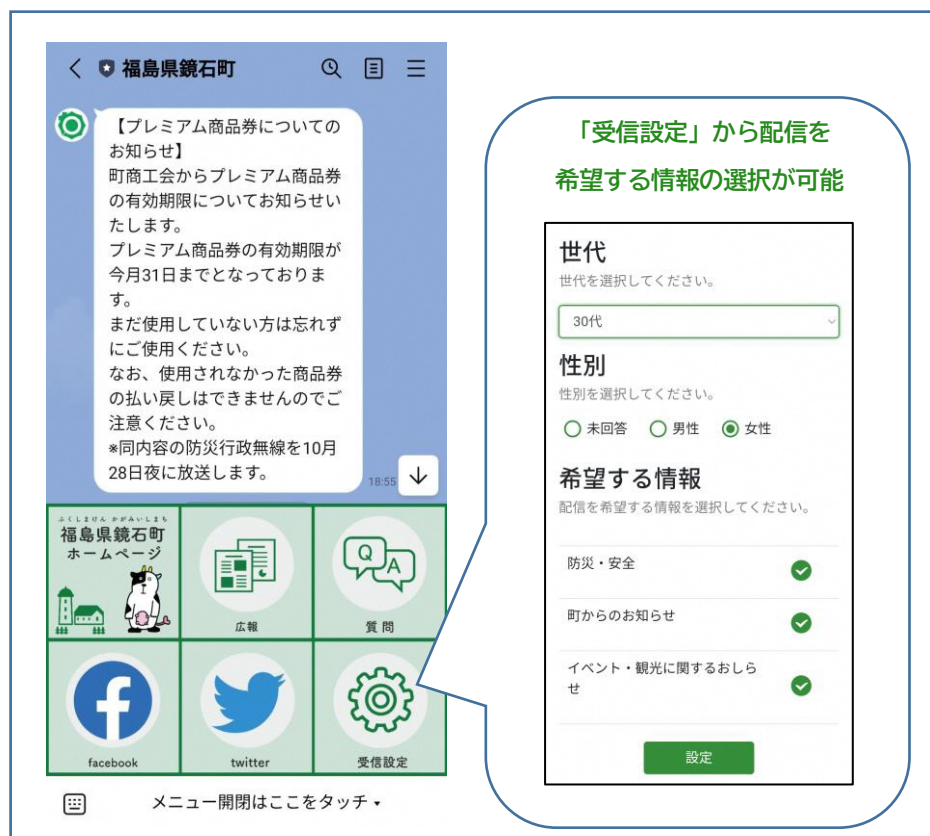 福島県鏡石町
【プレミアム商品券についての
お知らせ】
町商工会からプレミアム商品券
の有効期限についてお知らせい
たします。
プレミアム商品券の有効期限が
今月31日までとなっておりま
す。
まだ使用していない方は忘れず
にご使用ください。
なお、使用されなかった商品券
の払い戻しはできませんのでご
注意ください。
*同内容の防災行政無線を10月
28日夜に放送します。
18:55
ふくしまけん かがみいしまち
福島県鏡石町
ホームページ
広報
Q
A
質問
facebook
twitter
受信設定
メニュー開閉はここをタッチ▾
「受信設定」から配信を
希望する情報の選択が可能
世代
世代を選択してください。
30代
性別
性別を選択してください。
未回答 男性 女性
希望する情報
配信を希望する情報を選択してください。
防災・安全
町からのお知らせ
イベント・観光に関するおしら
せ
設定